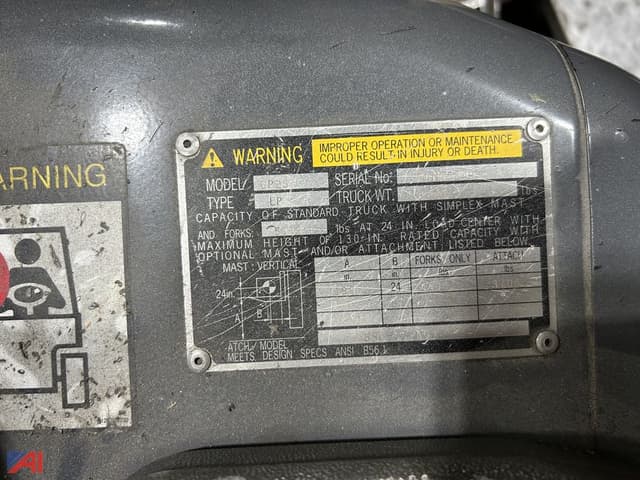 WARNING
IMPROPER OPERATION OR MAINTENANCE
COULD RESULT IN INJURY OR DEATH.
MODEL SERIAL No.
TYPE LP TRUCK WT. lbs
CAPACITY OF STANDARD TRUCK WITH SIMPLEX MAST
AND FORKS: lbs AT 24 IN. LOAD CENTER WITH
MAXIMUM HEIGHT OF 130 IN. RATED CAPACITY WITH
OPTIONAL MAST AND/OR ATTACHMENT LISTED BELOW.
MAST: VERTICAL A B FORKS ONLY ATTACH
in. in. lbs lbs
24in. 24
A B
ATCH/MODEL
MEETS DESIGN SPECS ANSI B56.1
ARNING
AI